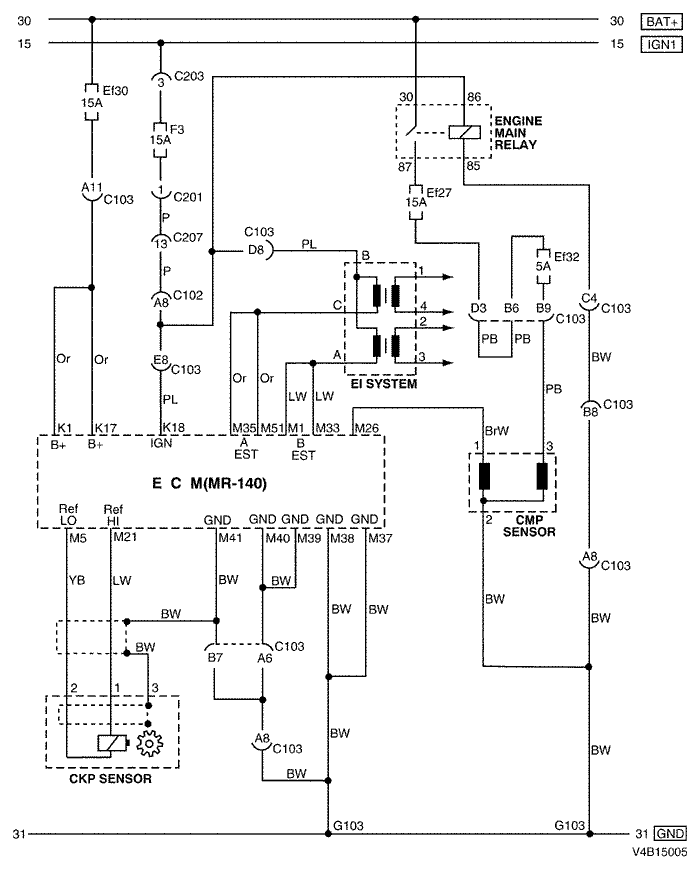 30 30 BAT+
15 15 IGN1
3 C203
Ef30
15A
F3
15A
30 86
ENGINE
MAIN
RELAY
87 85
A11 C103
1 C201
P
13 C207
P
A8 C102
Ef27
15A
C103
D8 PL
B
Ef32
5A
1
C 4
2
A 3
EI SYSTEM
D3 B6 B9 C103
PB PB
C4 C103
BW
PB
B8 C103
Or Or
E8 C103
PL
Or Or
LW LW
K1 K17 K18 M35 M51 M1 M33 M26
B+ B+ IGN A B
EST EST
E C M(MR-140)
BrW
1 3
2
CMP
SENSOR
Ref
LO
Ref
HI
GND GND GND GND GND
M5 M21 M41 M40 M39 M38 M37
YB LW BW BW BW BW
BW BW
A8 C103
BW BW
B7 A6 C103
2 1 3
CKP SENSOR
A8 C103
BW
BW
BW
31 G103 G103 31 GND
V4B15005